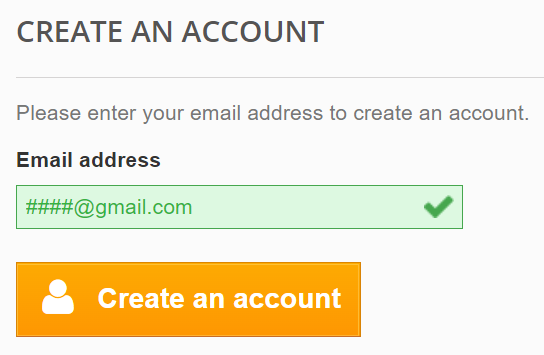 CREATE AN ACCOUNT
Please enter your email address to create an account.
Email address
####@gmail.com
Create an account